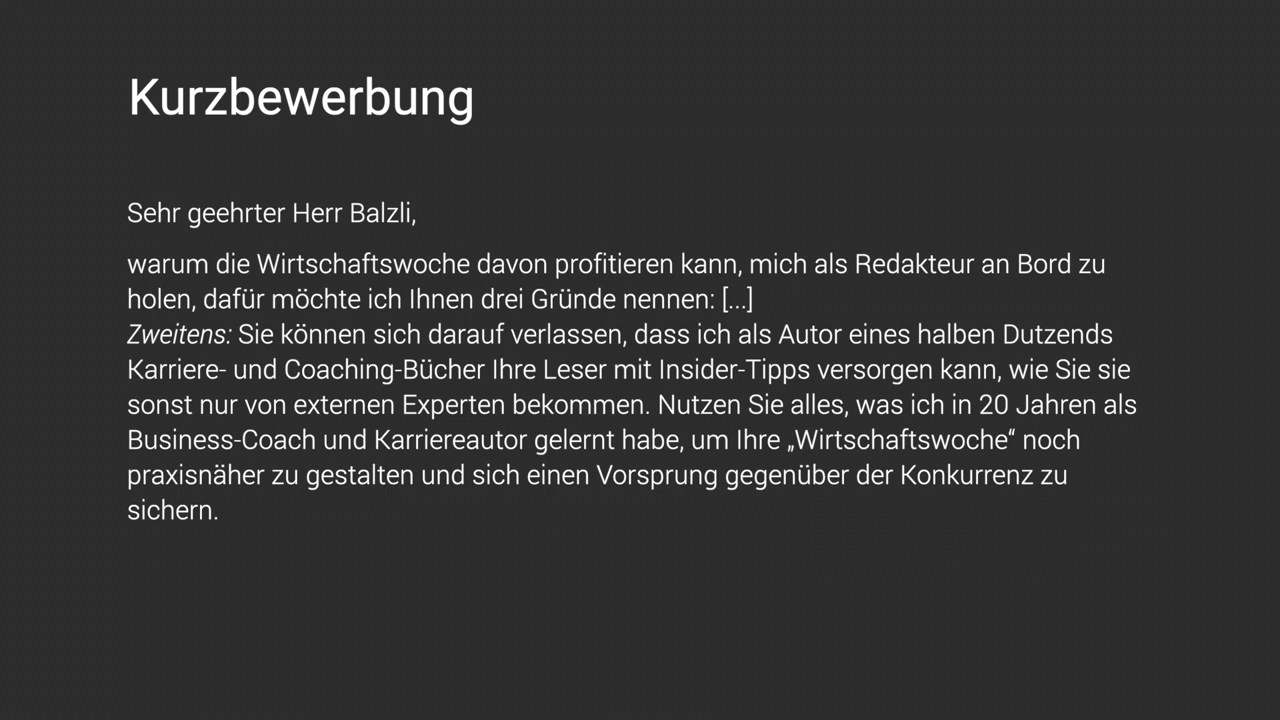 Kurzbewerbung
Sehr geehrter Herr Balzli,
warum die Wirtschaftswoche davon profitieren kann, mich als Redakteur an Bord zu
holen, dafür möchte ich Ihnen drei Gründe nennen: [...]
Zweitens: Sie können sich darauf verlassen, dass ich als Autor eines halben Dutzends
Karriere- und Coaching-Bücher Ihre Leser mit Insider-Tipps versorgen kann, wie Sie sie
sonst nur von externen Experten bekommen. Nutzen Sie alles, was ich in 20 Jahren als
Business-Coach und Karriereautor gelernt habe, um Ihre „Wirtschaftswoche“ noch
praxisnäher zu gestalten und sich einen Vorsprung gegenüber der Konkurrenz zu
sichern.